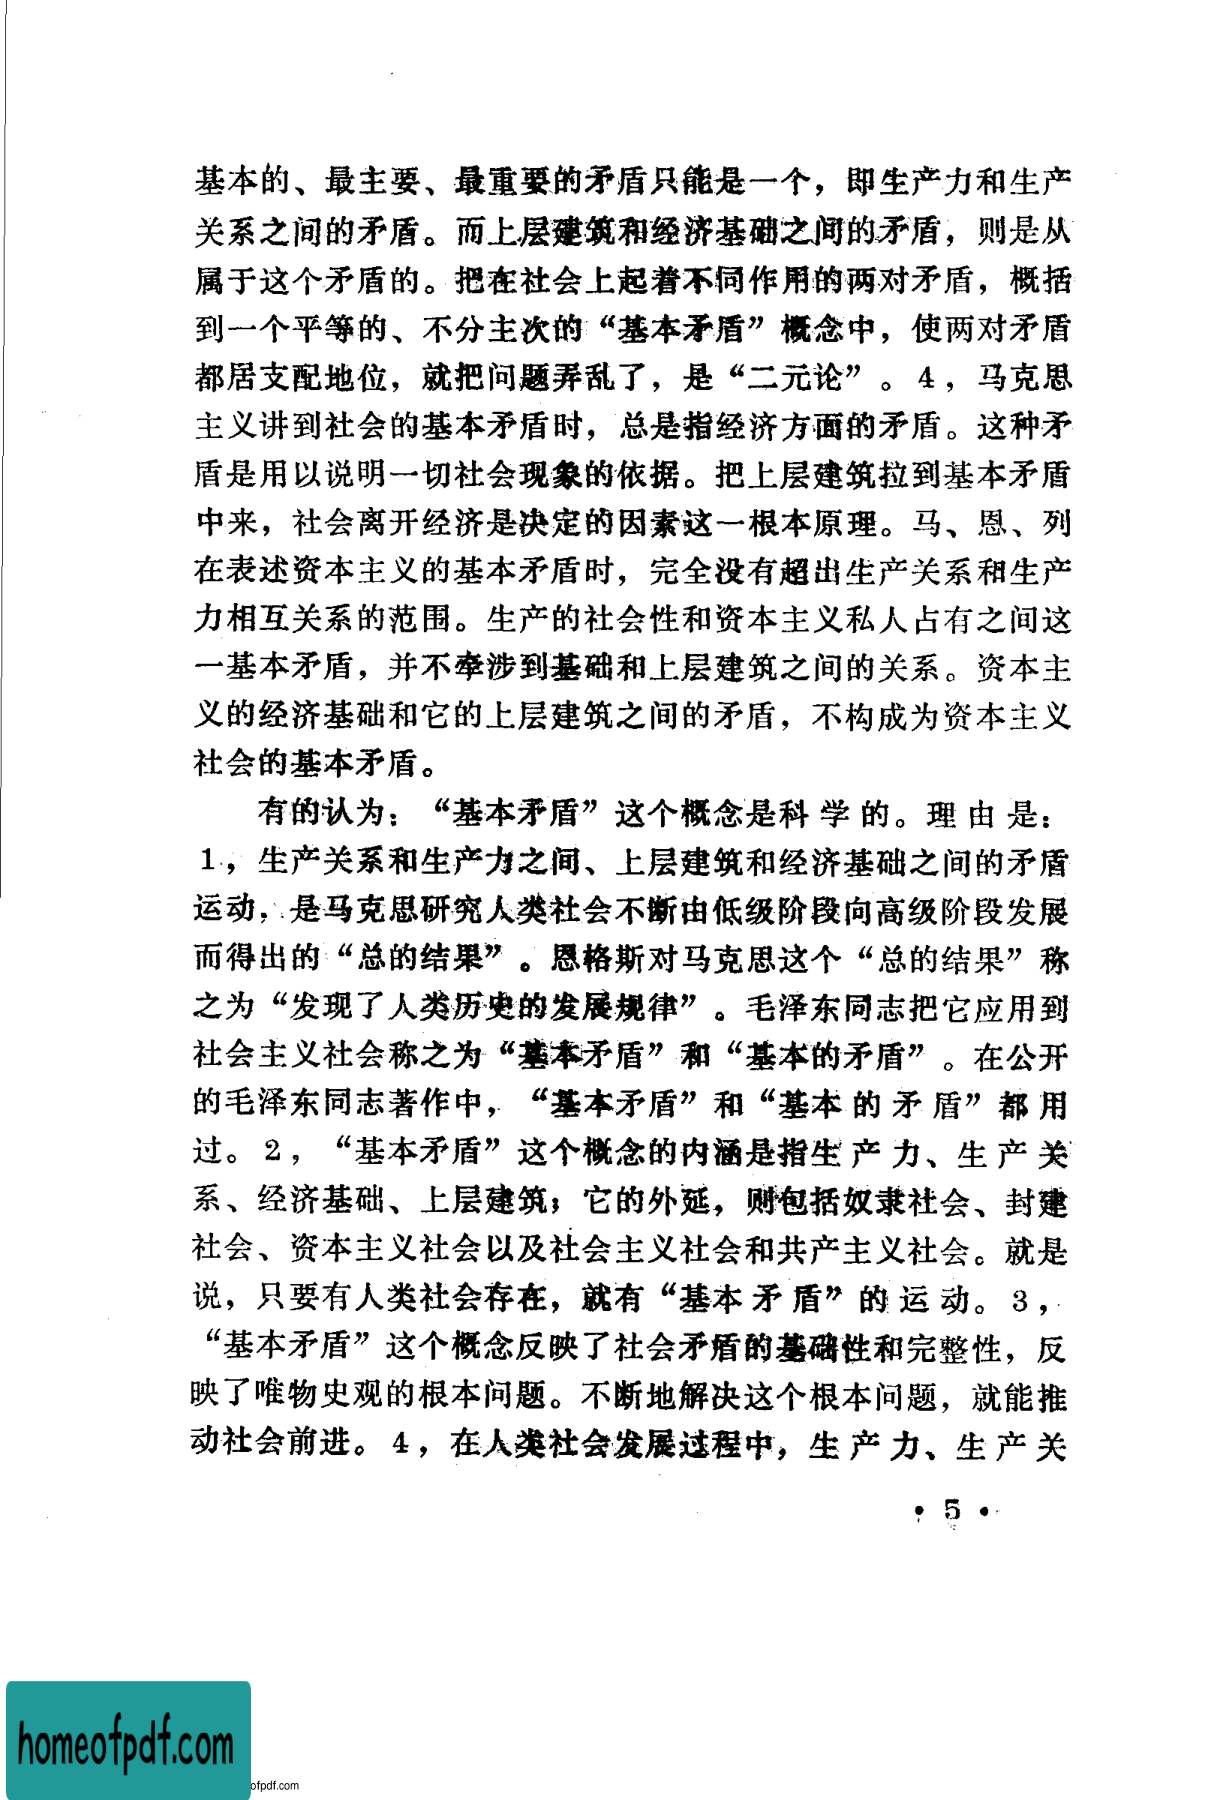 基本的、最主要、最重要的矛盾只能是一个，即生产力和生产
关系之间的矛盾。而上层建筑和经济基础之间的矛盾，则是从
属于这个矛盾的。把在社会上起着不同作用的两对矛盾，概括
到一个平等的、不分主次的“基本矛盾”概念中，使两对矛盾
都居支配地位，就把问题弄乱了，是“二元论”。4，马克思
主义讲到社会的基本矛盾时，总是指经济方面的矛盾。这种矛
盾是用以说明一切社会现象的依据。把上层建筑拉到基本矛盾
中来，社会离开经济是决定的因素这一根本原理。马、恩、列
在表述资本主义的基本矛盾时，完全没有超出生产关系和生产
力相互关系的范围。生产的社会性和资本主义私人占有之间这
一基本矛盾，并不牵涉到基础和上层建筑之间的关系。资本主
义的经济基础和它的上层建筑之间的矛盾，不构成为资本主义
社会的基本矛盾。
有的认为：“基本矛盾”这个概念是科学的。理由是：
1，生产关系和生产力之间、上层建筑和经济基础之间的矛盾
运动，是马克思研究人类社会不断由低级阶段向高级阶段发展
而得出的“总的结果”。恩格斯对马克思这个“总的结果”称
之为“发现了人类历史的发展规律”。毛泽东同志把它应用到
社会主义社会称之为“基本矛盾”和“基本的矛盾”。在公开
的毛泽东同志著作中，“基本矛盾”和“基本的矛盾”都用
过。2，“基本矛盾”这个概念的内涵是指生产力、生产关
系、经济基础、上层建筑；它的外延，则包括奴隶社会、封建
社会、资本主义社会以及社会主义社会和共产主义社会。就是
说，只要有人类社会存在，就有“基本矛盾”的运动。3，
“基本矛盾”这个概念反映了社会矛盾的基础性和完整性，反
映了唯物史观的根本问题。不断地解决这个根本问题，就能推
动社会前进。4，在人类社会发展过程中，生产力、生产关
• 5 •
homeofpdf.com
ofpdf.com